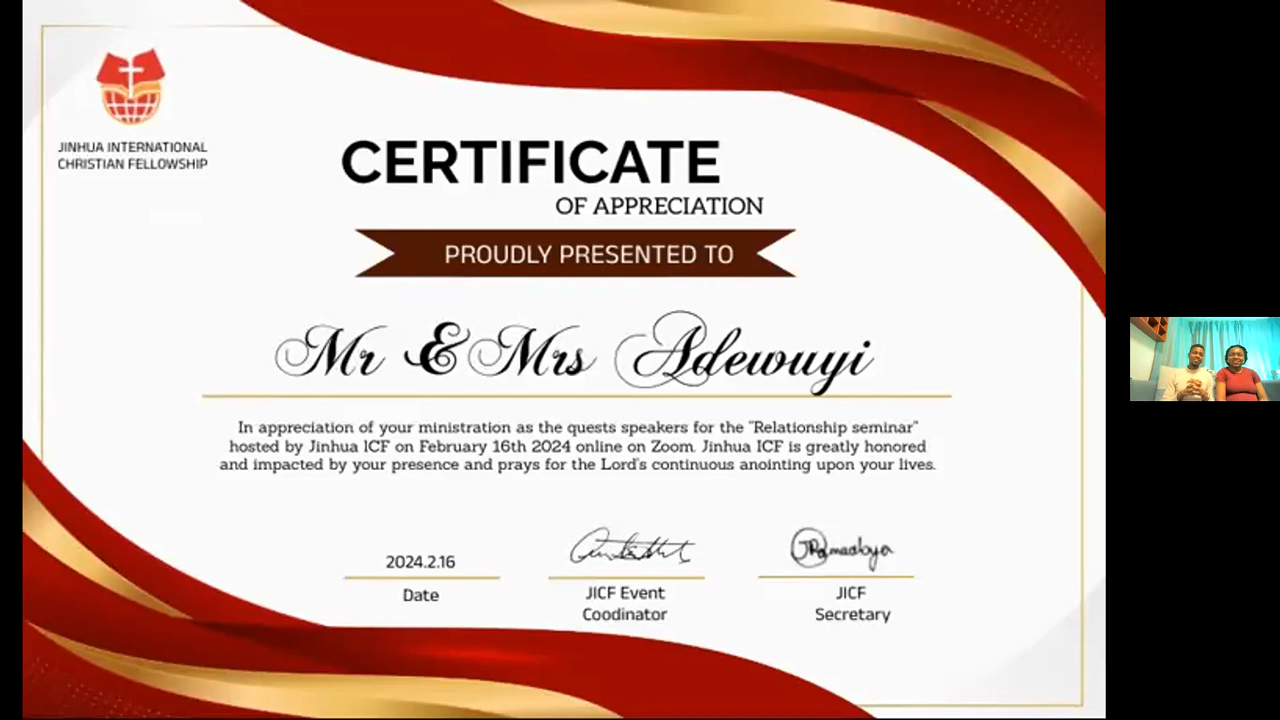 JINHUA INTERNATIONAL
CHRISTIAN FELLOWSHIP
CERTIFICATE
OF APPRECIATION
PROUDLY PRESENTED TO
Mr & Mrs Adewuyi
In appreciation of your ministration as the quests speakers for the "Relationship seminar"
hosted by Jinhua ICF on February 16th 2024 online on Zoom. Jinhua ICF is greatly honored
and impacted by your presence and prays for the Lord's continuous anointing upon your lives.
2024.2.16
Date
JICF Event
Coodinator
JICF
Secretary